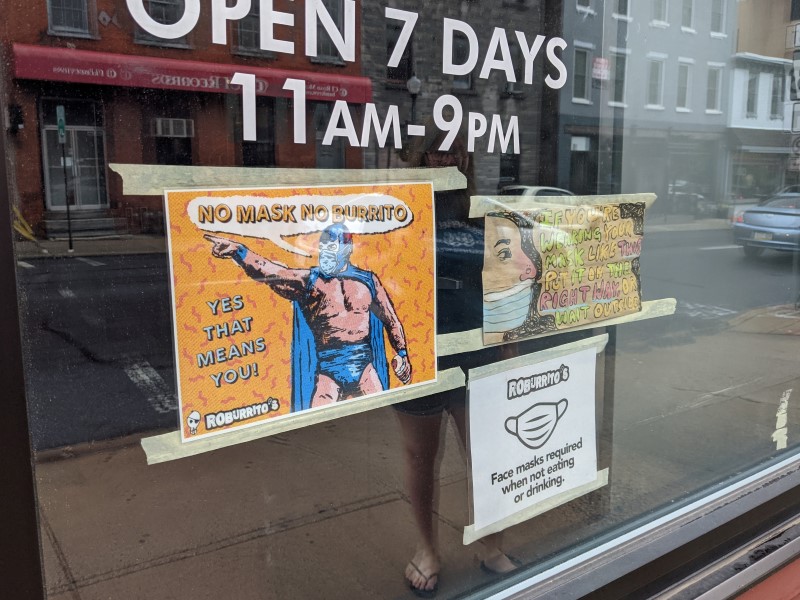 OPEN 7 DAYS
11AM-9PM
NO MASK NO BURRITO
YES
THAT
MEANS
YOU!
ROBURRITO'S
IF YOU'RE
WEARING YOUR
MASK LIKE THIS
PUT IT ON THE
RIGHT WAY OR
WAIT OUTSIDE
ROBURRITO'S
Face masks required
when not eating
or drinking.